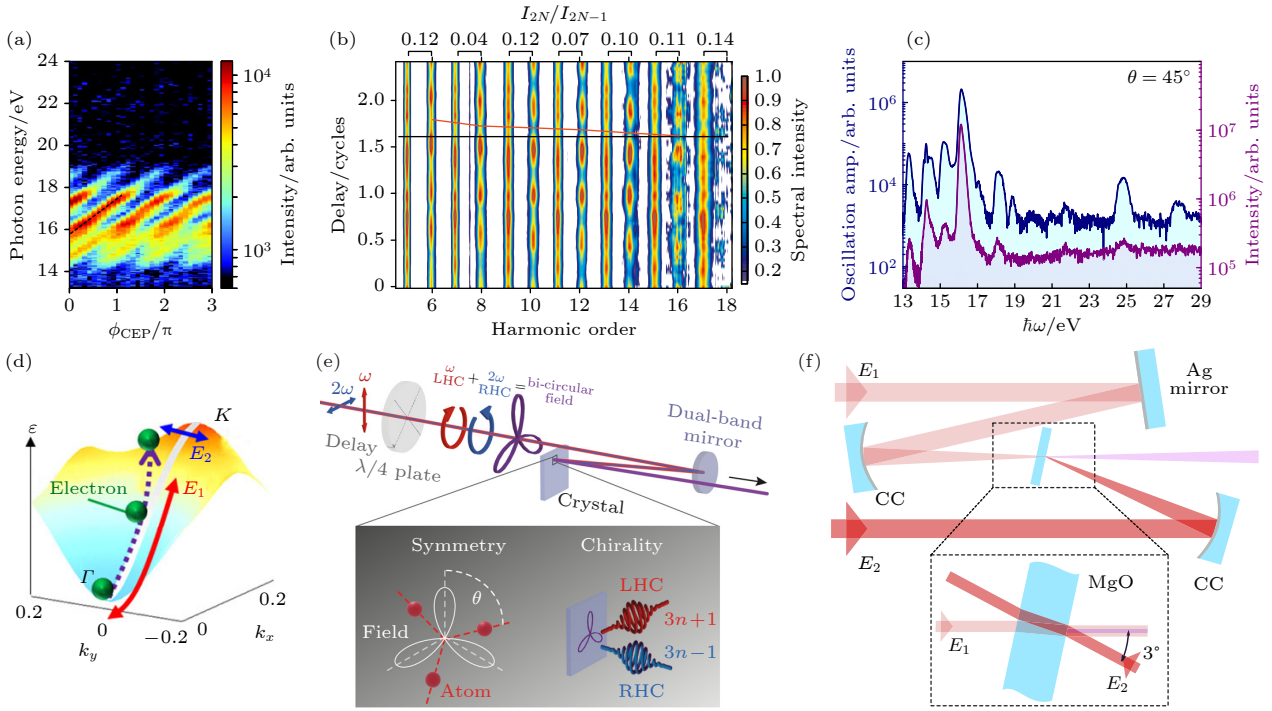 (a)
24
22
20
18
16
14
Photon energy/eV
0
1
2
3
ϕCEP/π
10⁴
10³
Intensity/arb. units
(b)
I2N/I2N−1
0.12
0.04
0.12
0.07
0.10
0.11
0.14
2.0
1.5
1.0
0.5
0
Delay/cycles
6
8
10
12
14
16
18
Harmonic order
1.0
0.9
0.8
0.7
0.6
0.5
0.4
0.3
0.2
Spectral intensity
(c)
θ = 45°
10⁶
10⁴
10²
Oscillation amp./arb. units
10⁷
10⁶
10⁵
Intensity/arb. units
13
15
17
19
21
23
25
27
29
ℏω/eV
(d)
ε
K
E2
Electron
E1
Γ
0.2
0
−0.2
ky
0
0.2
kx
(e)
2ω
ω
ω
LHC
+
2ω
RHC
=
bi-circular
field
Delay
λ/4 plate
Dual-band
mirror
Crystal
Symmetry
Chirality
θ
Field
Atom
LHC
3n+1
3n−1
RHC
(f)
E1
Ag
mirror
CC
E2
CC
MgO
E1
3°
E2